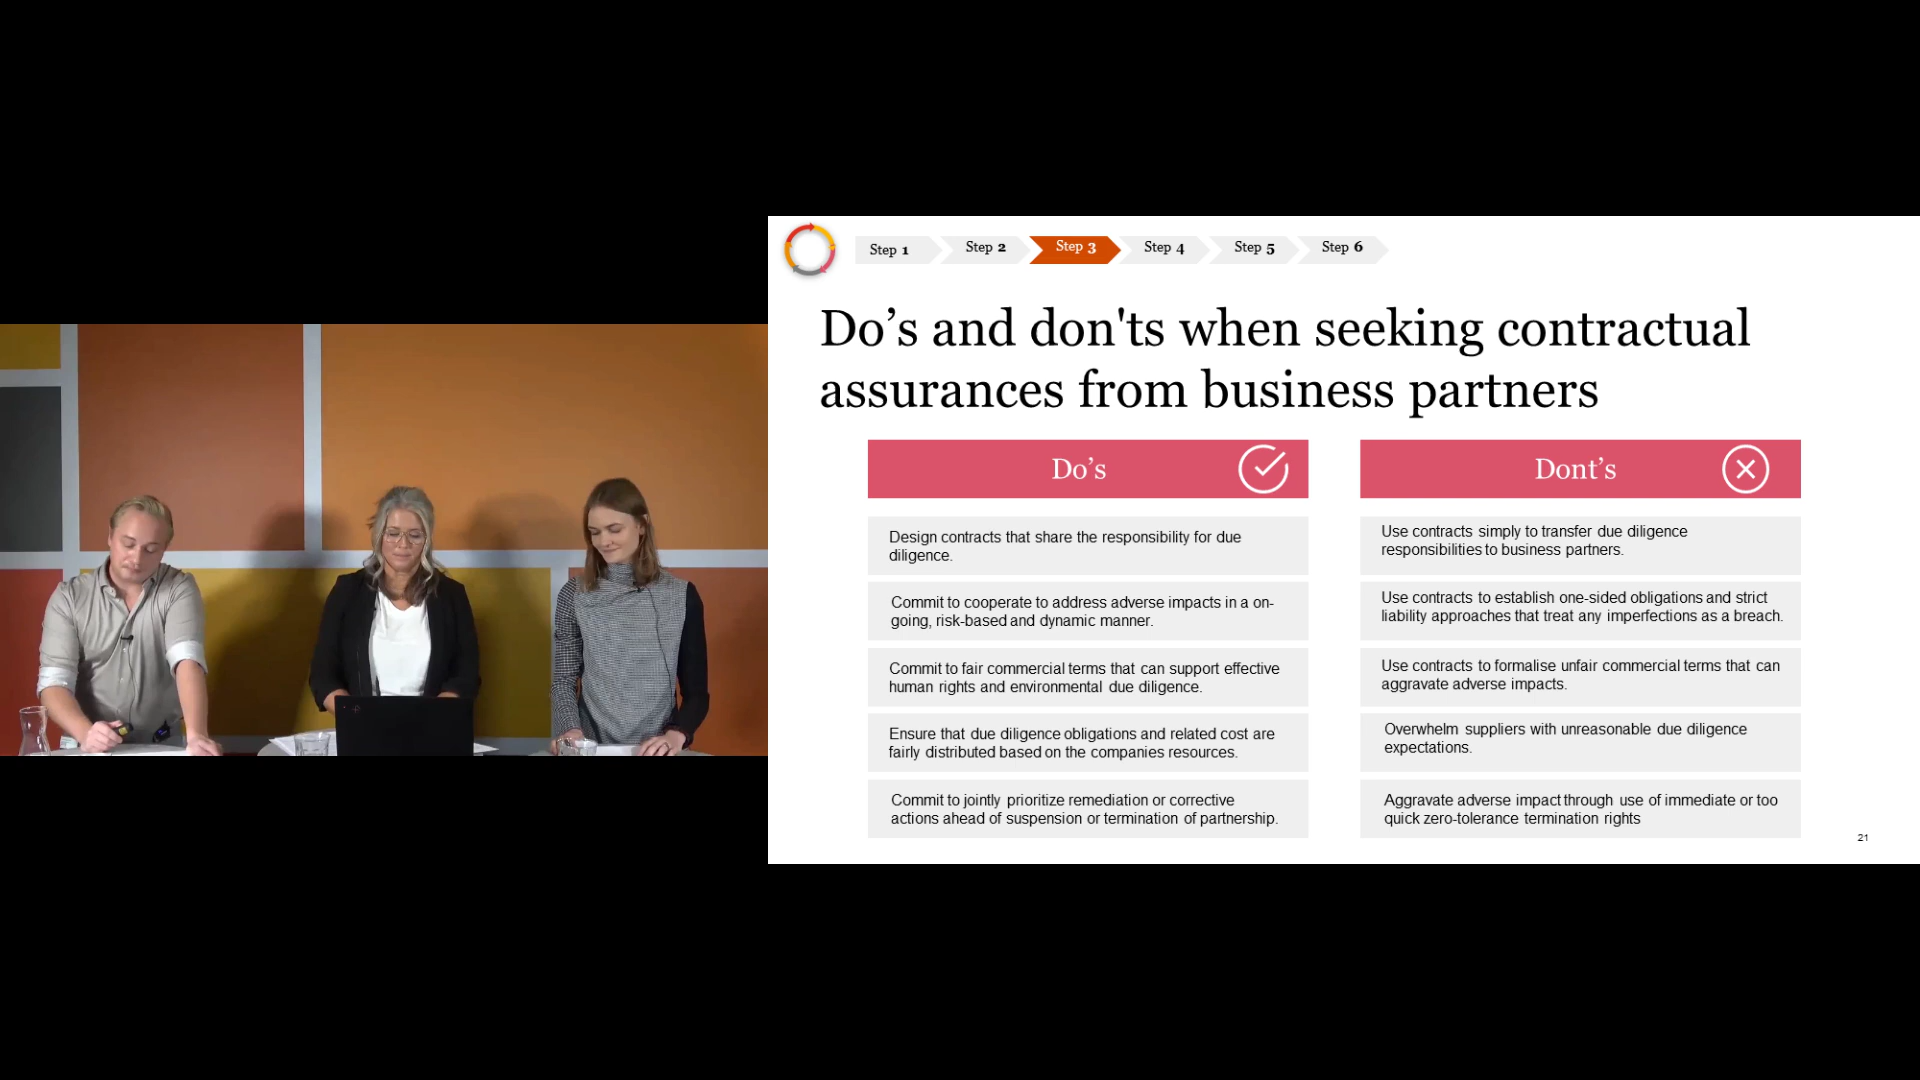 Step 1
Step 2
Step 3
Step 4
Step 5
Step 6
Do’s and don'ts when seeking contractual
assurances from business partners
Do’s
Design contracts that share the responsibility for due
diligence.
Commit to cooperate to address adverse impacts in a on-
going, risk-based and dynamic manner.
Commit to fair commercial terms that can support effective
human rights and environmental due diligence.
Ensure that due diligence obligations and related cost are
fairly distributed based on the companies resources.
Commit to jointly prioritize remediation or corrective
actions ahead of suspension or termination of partnership.
Dont’s
Use contracts simply to transfer due diligence
responsibilities to business partners.
Use contracts to establish one-sided obligations and strict
liability approaches that treat any imperfections as a breach.
Use contracts to formalise unfair commercial terms that can
aggravate adverse impacts.
Overwhelm suppliers with unreasonable due diligence
expectations.
Aggravate adverse impact through use of immediate or too
quick zero-tolerance termination rights
21